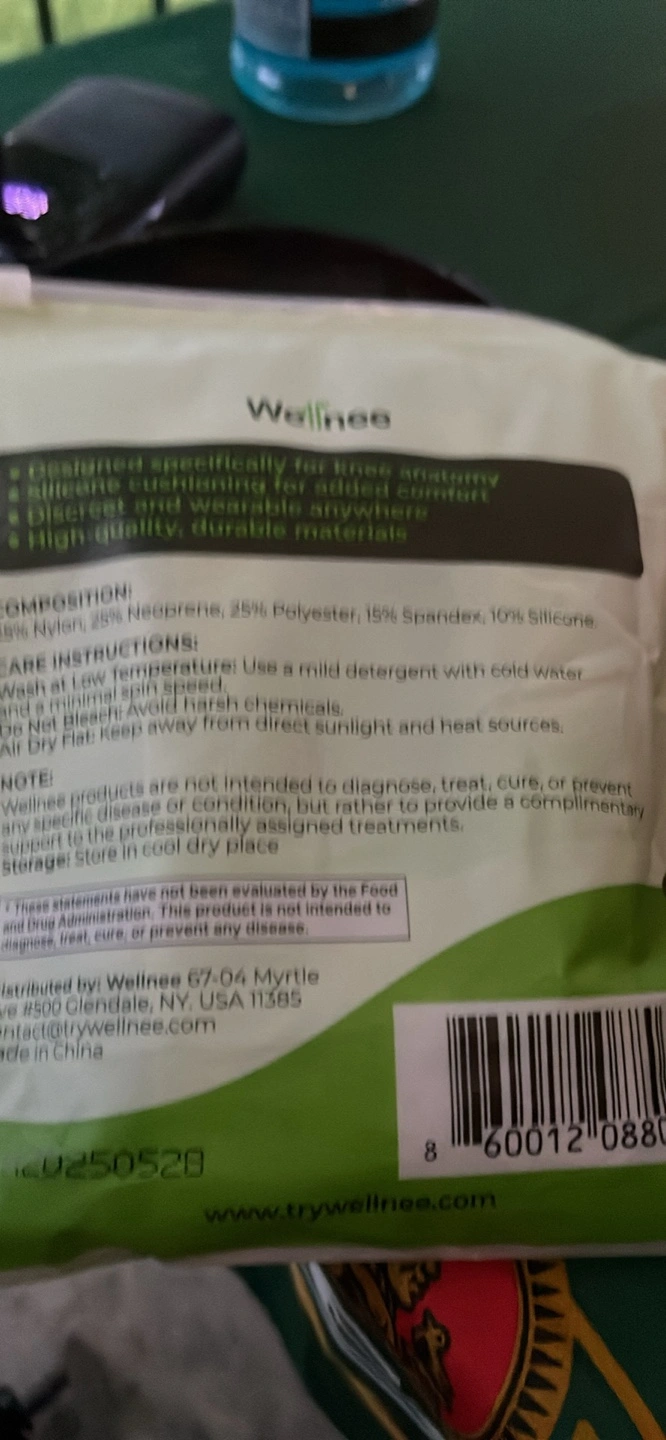 Wellnee
• Designed specifically for knee anatomy
• Silicone cushioning for added comfort
• Discreet and wearable anywhere
• High-quality, durable materials
OMPOSITION:
5% Nylon, 25% Neoprene, 25% Polyester, 15% Spandex, 10% Silicone.
ARE INSTRUCTIONS:
Wash at Low Temperature: Use a mild detergent with cold water
and a minimal spin speed.
Do Not Bleach: Avoid harsh chemicals.
Air Dry Flat: Keep away from direct sunlight and heat sources.
NOTE:
Wellnee products are not intended to diagnose, treat, cure, or prevent
any specific disease or condition, but rather to provide a complimentary
support to the professionally assigned treatments.
Storage: Store in cool dry place
* These statements have not been evaluated by the Food
and Drug Administration. This product is not intended to
diagnose, treat, cure, or prevent any disease.
istributed by: Wellnee 67-04 Myrtle
ve #500 Glendale, NY. USA 11385
ntact@trywellnee.com
ade in China
8 60012 0880
250528
www.trywellnee.com